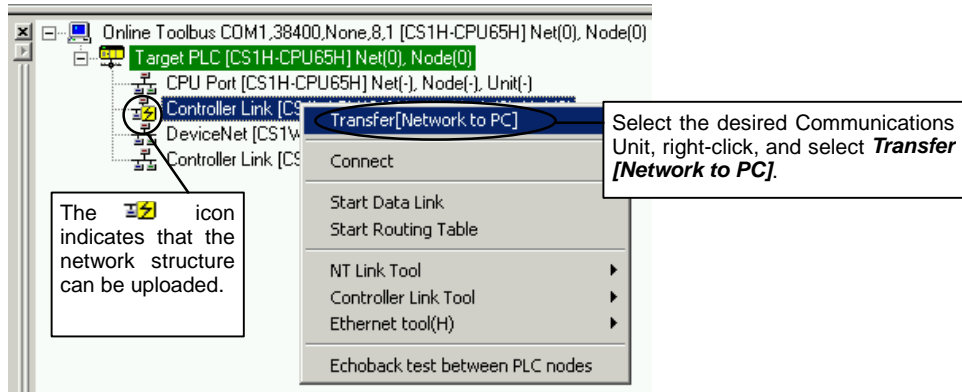 Online Toolbus COM1,38400,None,8,1 [CS1H-CPU65H] Net(0), Node(0)
Target PLC [CS1H-CPU65H] Net(0), Node(0)
CPU Port [CS1H-CPU65H] Net(-), Node(-), Unit(-)
Controller Link [CS
DeviceNet [CS1W
Controller Link [CS
Transfer[Network to PC]
Connect
Start Data Link
Start Routing Table
NT Link Tool
Controller Link Tool
Ethernet tool(H)
Echoback test between PLC nodes
Select the desired Communications
Unit, right-click, and select Transfer
[Network to PC].
The icon
indicates that the
network structure
can be uploaded.